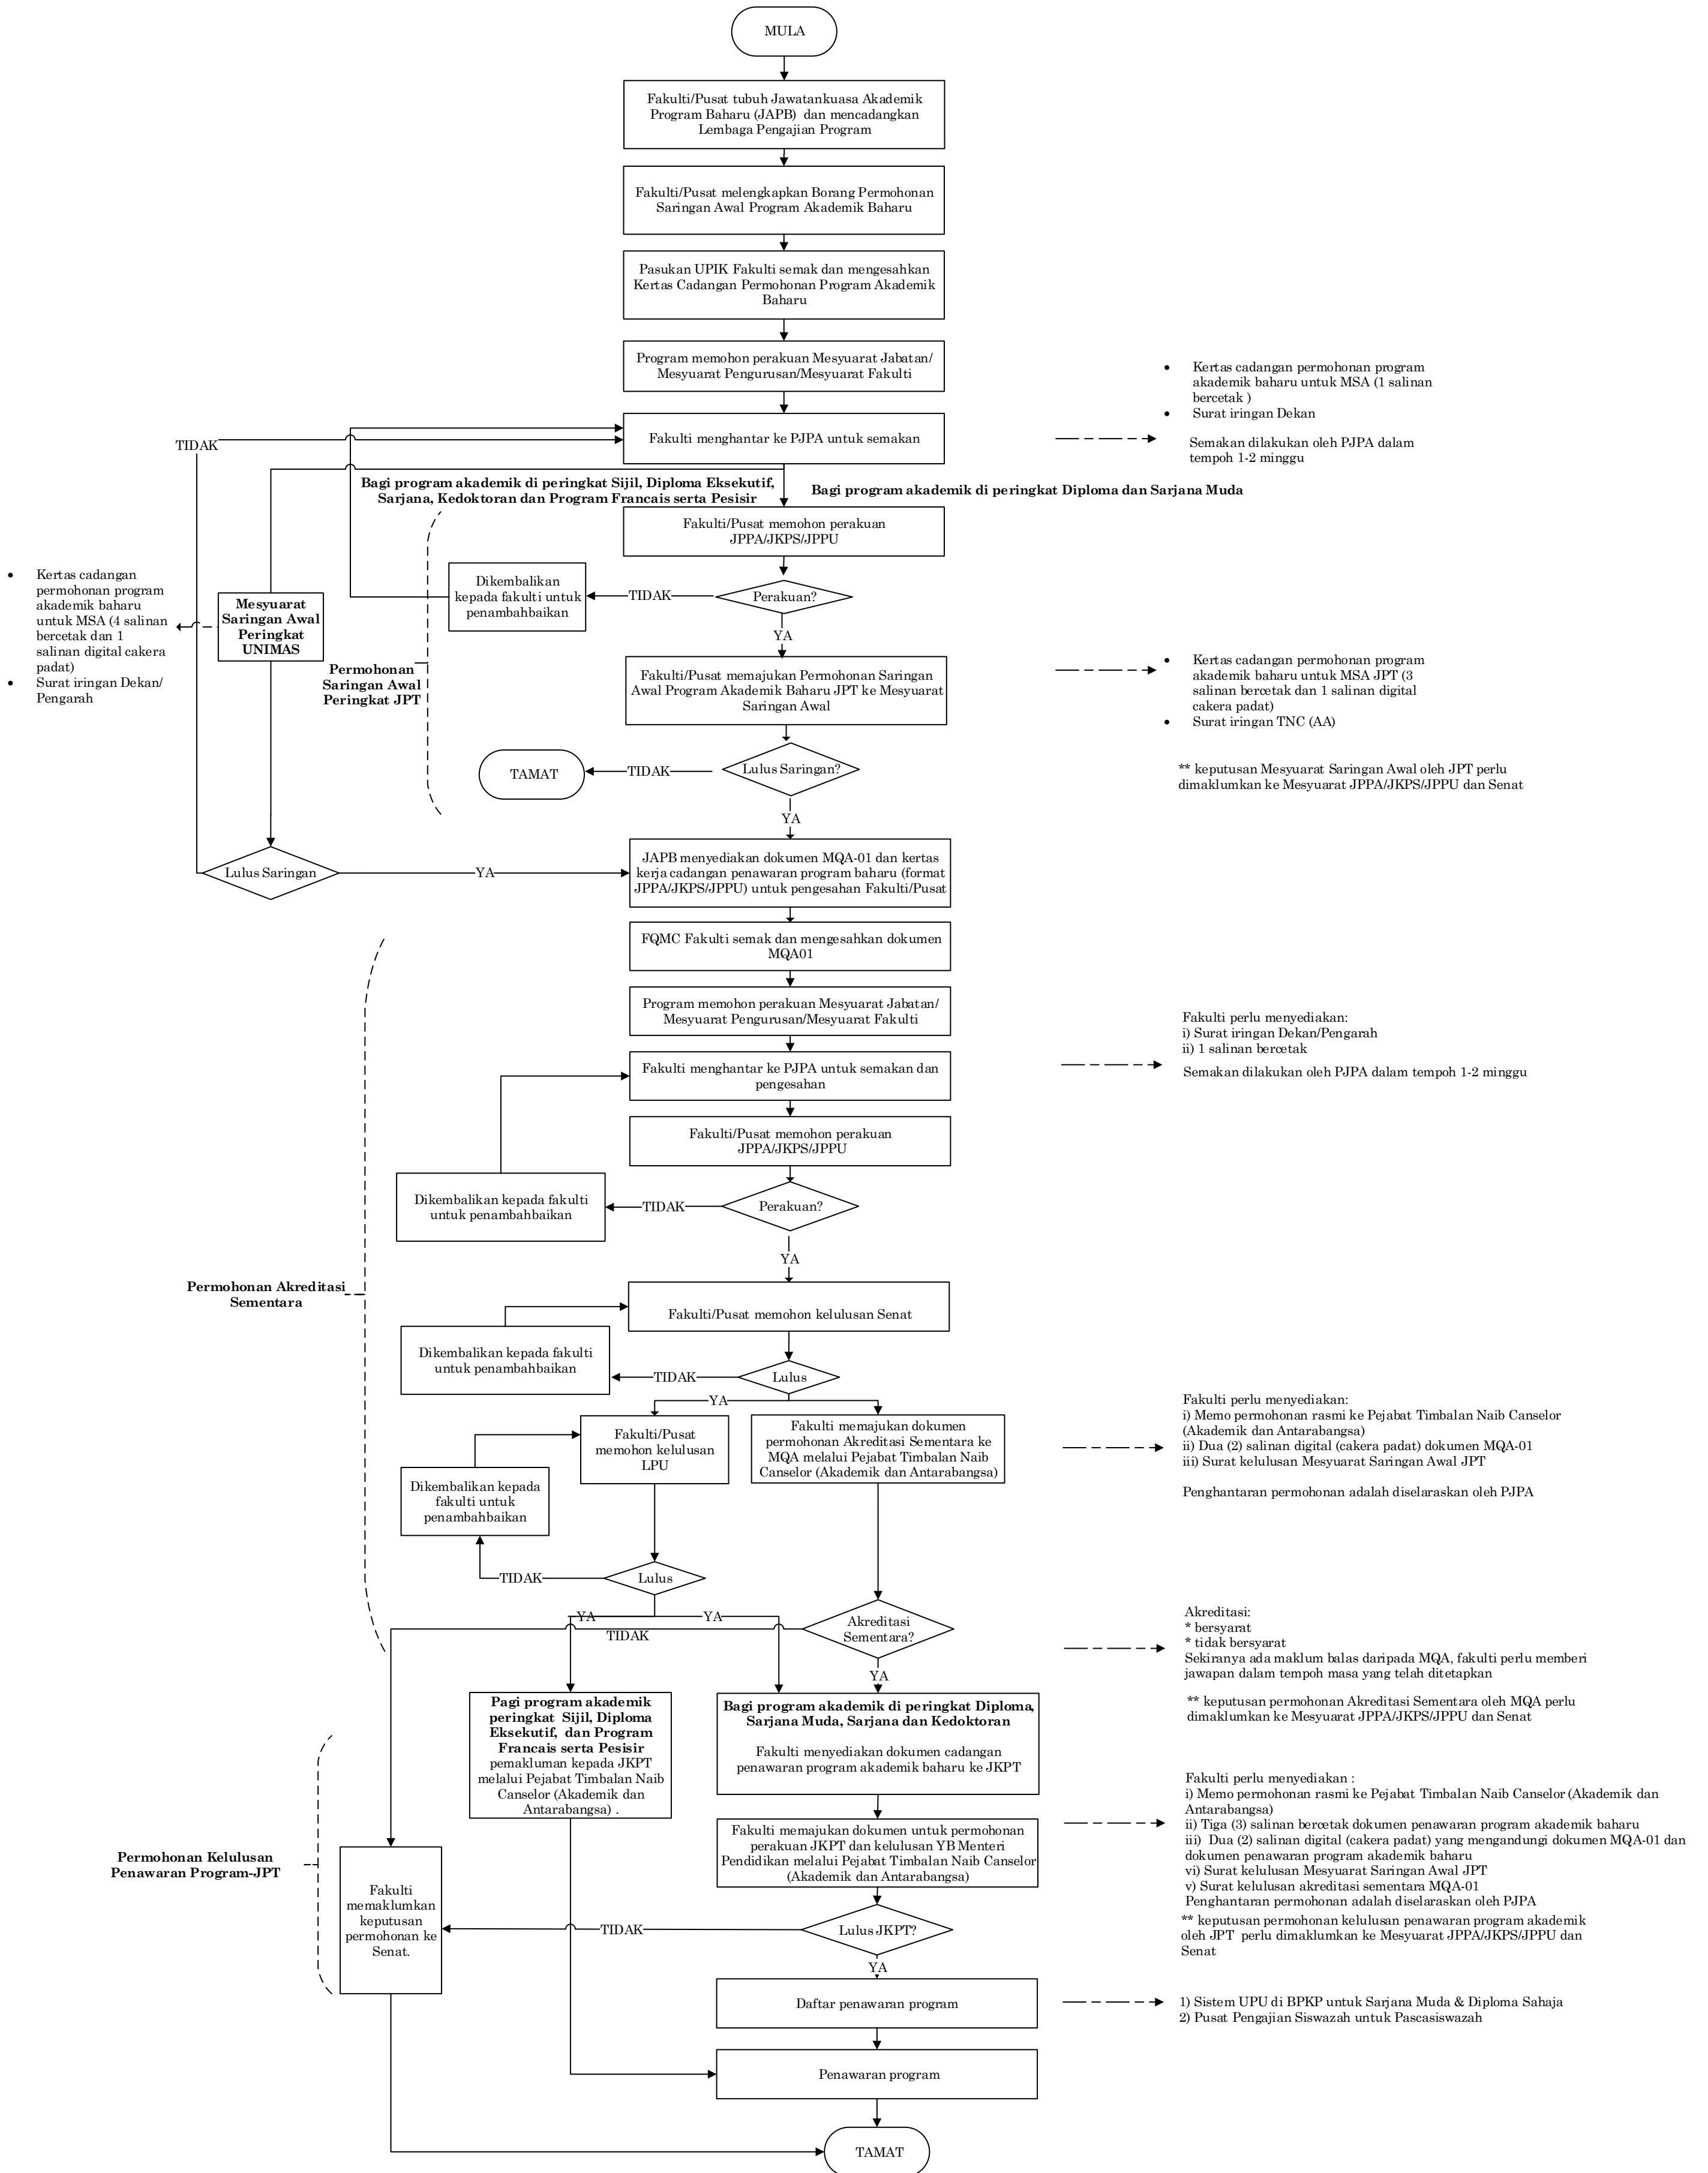 MULA
Fakulti/Pusat tubuh Jawatankuasa Akademik
Program Baharu (JAPB) dan mencadangkan
Lembaga Pengajian Program
Fakulti/Pusat melengkapkan Borang Permohonan
Saringan Awal Program Akademik Baharu
Pasukan UPIK Fakulti semak dan mengesahkan
Kertas Cadangan Permohonan Program Akademik
Baharu
Program memohon perakuan Mesyuarat Jabatan/
Mesyuarat Pengurusan/Mesyuarat Fakulti
• Kertas cadangan permohonan program
akademik baharu untuk MSA (1 salinan
bercetak )
• Surat iringan Dekan
Semakan dilakukan oleh PJPA dalam
tempoh 1-2 minggu
Fakulti menghantar ke PJPA untuk semakan
TIDAK
Bagi program akademik di peringkat Sijil, Diploma Eksekutif,
Sarjana, Kedoktoran dan Program Francais serta Pesisir
Bagi program akademik di peringkat Diploma dan Sarjana Muda
Fakulti/Pusat memohon perakuan
JPPA/JKPS/JPPU
Dikembalikan
kepada fakulti untuk
penambahbaikan
TIDAK
Perakuan?
YA
• Kertas cadangan
permohonan program
akademik baharu
untuk MSA (4 salinan
bercetak dan 1
salinan digital cakera
padat)
• Surat iringan Dekan/
Pengarah
Mesyuarat
Saringan Awal
Peringkat
UNIMAS
Permohonan
Saringan Awal
Peringkat JPT
Fakulti/Pusat memajukan Permohonan Saringan
Awal Program Akademik Baharu JPT ke Mesyuarat
Saringan Awal
• Kertas cadangan permohonan program
akademik baharu untuk MSA JPT (3
salinan bercetak dan 1 salinan digital
cakera padat)
• Surat iringan TNC (AA)
** keputusan Mesyuarat Saringan Awal oleh JPT perlu
dimaklumkan ke Mesyuarat JPPA/JKPS/JPPU dan Senat
TAMAT
TIDAK
Lulus Saringan?
YA
Lulus Saringan
YA
JAPB menyediakan dokumen MQA-01 dan kertas
kerja cadangan penawaran program baharu (format
JPPA/JKPS/JPPU) untuk pengesahan Fakulti/Pusat
FQMC Fakulti semak dan mengesahkan dokumen
MQA01
Program memohon perakuan Mesyuarat Jabatan/
Mesyuarat Pengurusan/Mesyuarat Fakulti
Fakulti menghantar ke PJPA untuk semakan dan
pengesahan
Fakulti perlu menyediakan:
i) Surat iringan Dekan/Pengarah
ii) 1 salinan bercetak
Semakan dilakukan oleh PJPA dalam tempoh 1-2 minggu
Fakulti/Pusat memohon perakuan
JPPA/JKPS/JPPU
Dikembalikan kepada fakulti
untuk penambahbaikan
TIDAK
Perakuan?
YA
Permohonan Akreditasi
Sementara
Fakulti/Pusat memohon kelulusan Senat
Dikembalikan kepada fakulti
untuk penambahbaikan
TIDAK
Lulus
YA
Fakulti/Pusat
memohon kelulusan
LPU
Fakulti memajukan dokumen
permohonan Akreditasi Sementara ke
MQA melalui Pejabat Timbalan Naib
Canselor (Akademik dan Antarabangsa)
Fakulti perlu menyediakan:
i) Memo permohonan rasmi ke Pejabat Timbalan Naib Canselor
(Akademik dan Antarabangsa)
ii) Dua (2) salinan digital (cakera padat) dokumen MQA-01
iii) Surat kelulusan Mesyuarat Saringan Awal JPT
Penghantaran permohonan adalah diselaraskan oleh PJPA
Dikembalikan kepada
fakulti untuk
penambahbaikan
TIDAK
Lulus
YA
YA
TIDAK
Akreditasi
Sementara?
YA
Akreditasi:
* bersyarat
* tidak bersyarat
Sekiranya ada maklum balas daripada MQA, fakulti perlu memberi
jawapan dalam tempoh masa yang telah ditetapkan
** keputusan permohonan Akreditasi Sementara oleh MQA perlu
dimaklumkan ke Mesyuarat JPPA/JKPS/JPPU dan Senat
Pagi program akademik
peringkat Sijil, Diploma
Eksekutif, dan Program
Francais serta Pesisir
pemakluman kepada JKPT
melalui Pejabat Timbalan Naib
Canselor (Akademik dan
Antarabangsa) .
Bagi program akademik di peringkat Diploma,
Sarjana Muda, Sarjana dan Kedoktoran
Fakulti menyediakan dokumen cadangan
penawaran program akademik baharu ke JKPT
Permohonan Kelulusan
Penawaran Program-JPT
Fakulti
memaklumkan
keputusan
permohonan ke
Senat.
Fakulti memajukan dokumen untuk permohonan
perakuan JKPT dan kelulusan YB Menteri
Pendidikan melalui Pejabat Timbalan Naib Canselor
(Akademik dan Antarabangsa)
Fakulti perlu menyediakan :
i) Memo permohonan rasmi ke Pejabat Timbalan Naib Canselor (Akademik dan
Antarabangsa)
ii) Tiga (3) salinan bercetak dokumen penawaran program akademik baharu
iii) Dua (2) salinan digital (cakera padat) yang mengandungi dokumen MQA-01 dan
dokumen penawaran program akademik baharu
vi) Surat kelulusan Mesyuarat Saringan Awal JPT
v) Surat kelulusan akreditasi sementara MQA-01
Penghantaran permohonan adalah diselaraskan oleh PJPA
** keputusan permohonan kelulusan penawaran program akademik
oleh JPT perlu dimaklumkan ke Mesyuarat JPPA/JKPS/JPPU dan
Senat
TIDAK
Lulus JKPT?
YA
Daftar penawaran program
1) Sistem UPU di BPKP untuk Sarjana Muda & Diploma Sahaja
2) Pusat Pengajian Siswazah untuk Pascasiswazah
Penawaran program
TAMAT